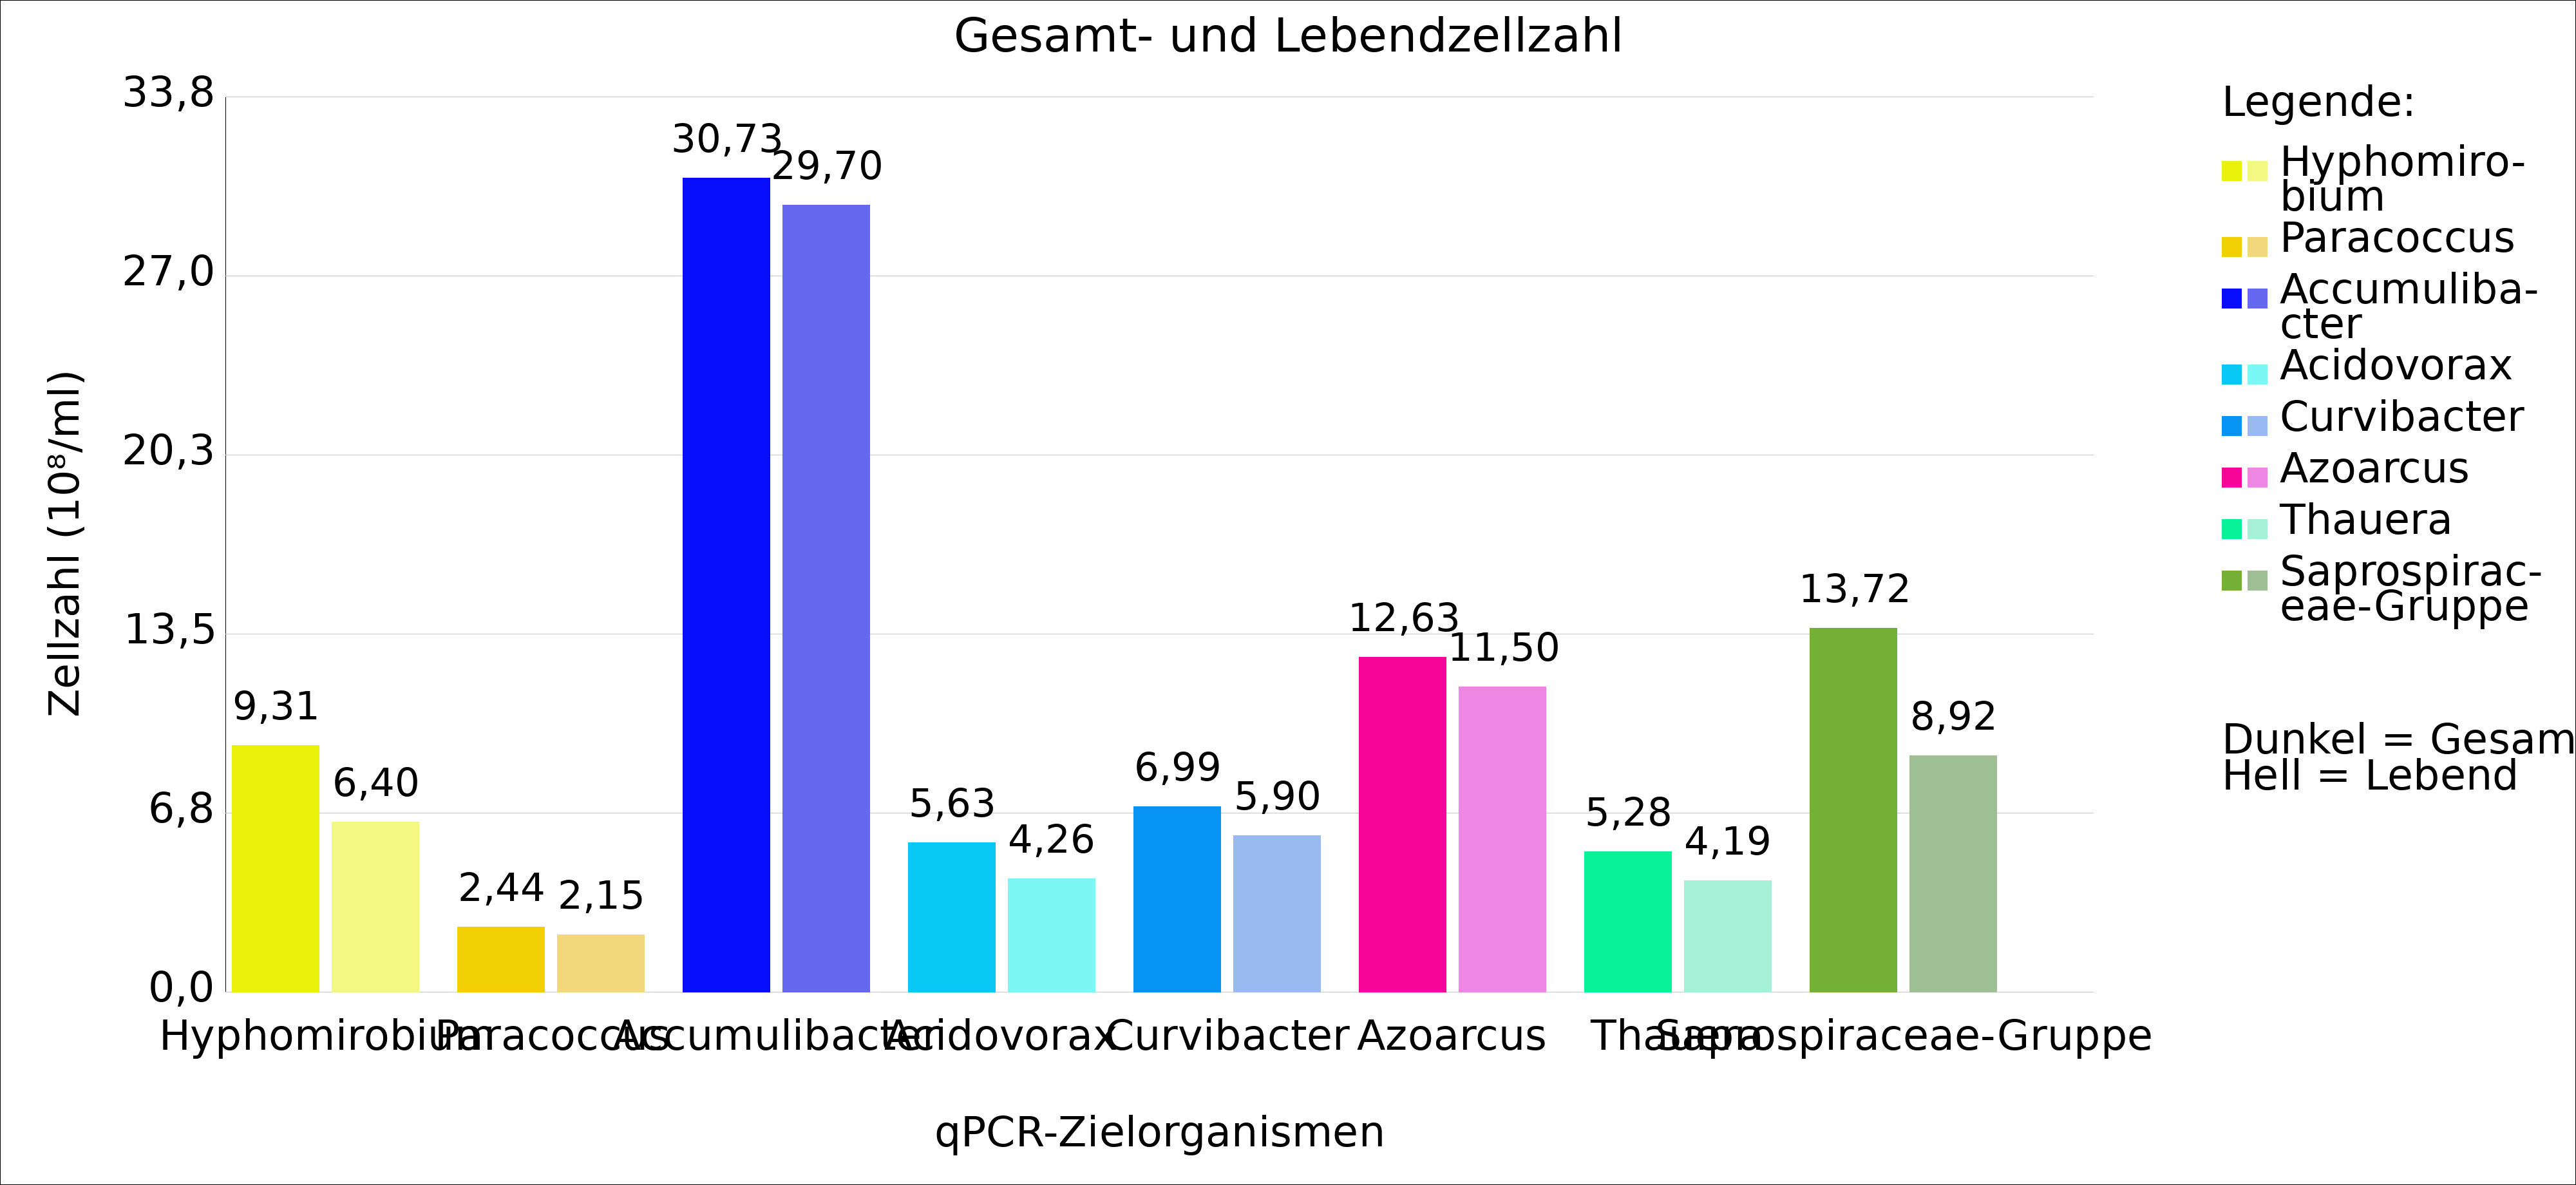 Gesamt- und Lebendzellzahl
33,8
27,0
20,3
13,5
6,8
0,0
Zellzahl (10⁸/ml)
9,31
6,40
2,44
2,15
30,73
29,70
5,63
4,26
6,99
5,90
12,63
11,50
5,28
4,19
13,72
8,92
Hyphomirobium
Paracoccus
Accumulibacter
Acidovorax
Curvibacter
Azoarcus
Thauera
Saprospiraceae-Gruppe
qPCR-Zielorganismen
Legende:
Hyphomiro-
bium
Paracoccus
Accumuliba-
cter
Acidovorax
Curvibacter
Azoarcus
Thauera
Saprospirac-
eae-Gruppe
Dunkel = Gesam
Hell = Lebend